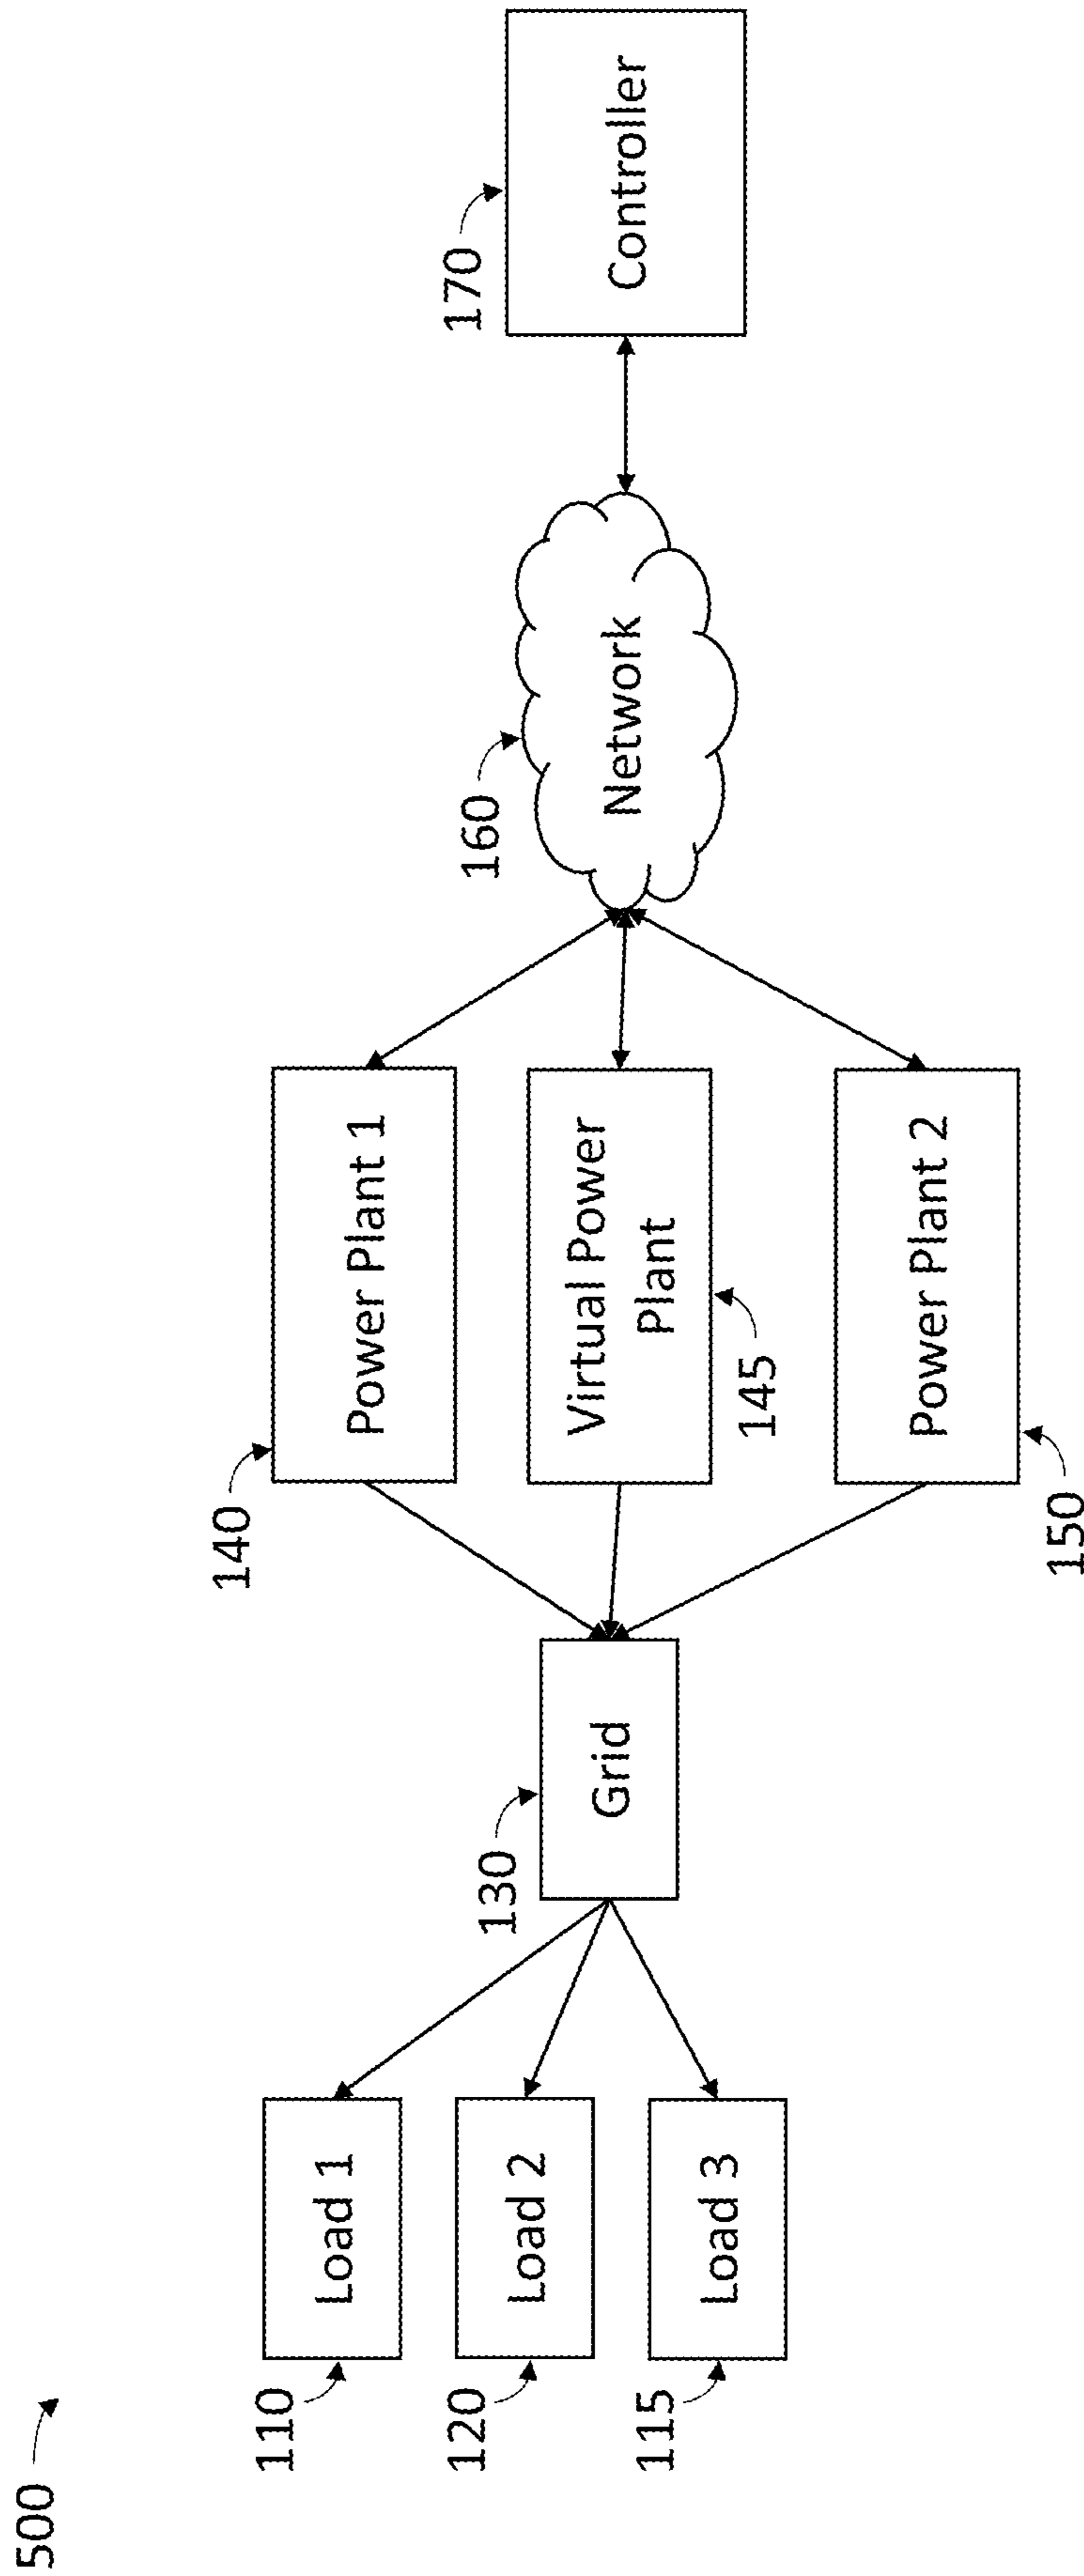 500
110
Load 1
120
Load 2
115
Load 3
130
Grid
140
Power Plant 1
Virtual Power
Plant
145
Power Plant 2
150
160
Network
170
Controller